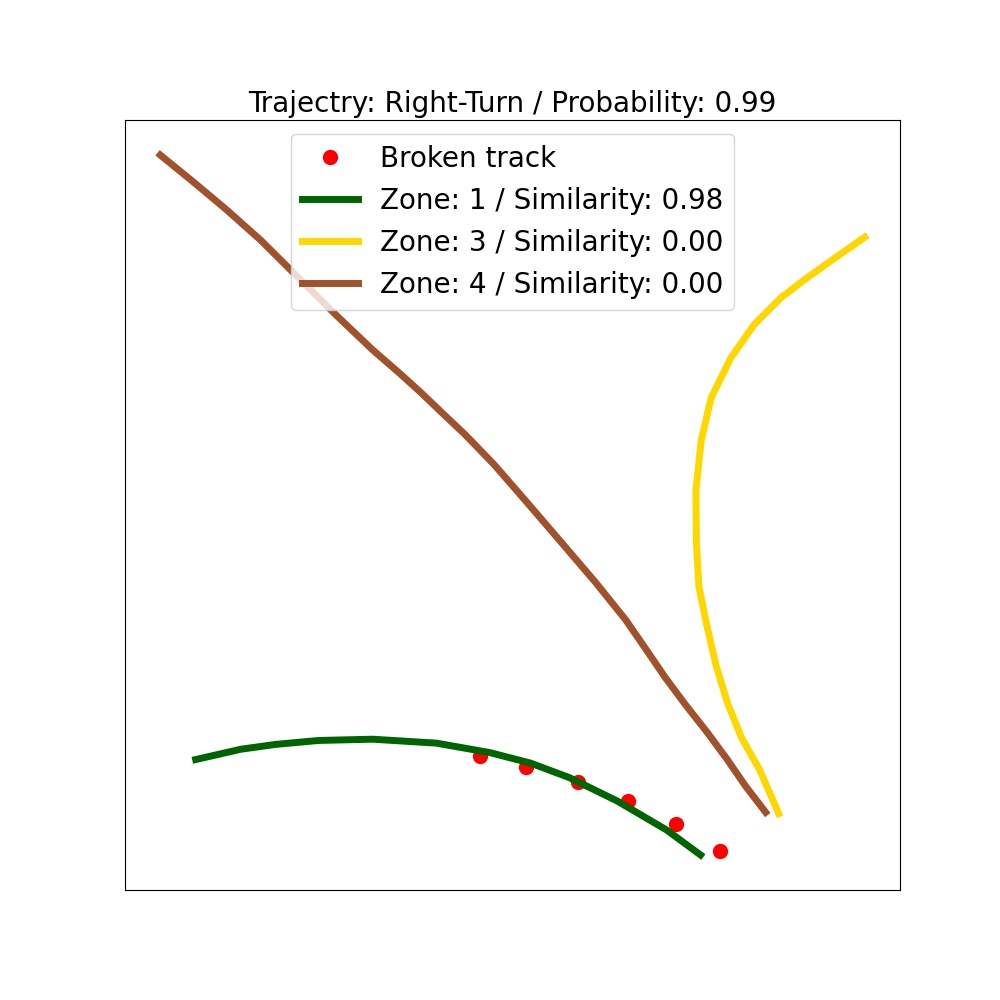 Trajectry: Right-Turn / Probability: 0.99
Broken track
Zone: 1 / Similarity: 0.98
Zone: 3 / Similarity: 0.00
Zone: 4 / Similarity: 0.00